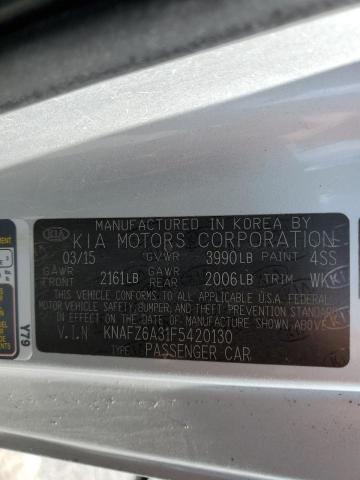 MANUFACTURED IN KOREA BY
KIA KIA MOTORS CORPORATION
03/15 GVWR 3990LB PAINT 4SS
GAWR FRONT 2161LB GAWR REAR 2006LB TRIM WK
THIS VEHICLE CONFORMS TO ALL APPLICABLE U.S.A. FEDERAL
MOTOR VEHICLE SAFETY, BUMPER, AND THEFT PREVENTION STANDARDS
IN EFFECT ON THE DATE OF MANUFACTURE SHOWN ABOVE.
V.I.N KNAFZ6A31F5420130
TYPE: PASSENGER CAR
YY9